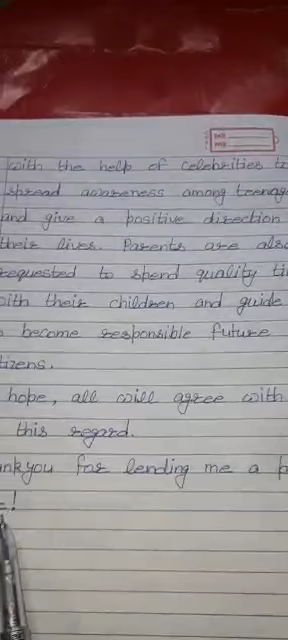 with the help of celebrities to
spread awareness among teenag
and give a positive direction
their lives. Parents are also
requested to spend quality ti
with their children and guide
become responsible future
tizens.
hope, all will agree with
this regard.
ankyou for lending me a p
!